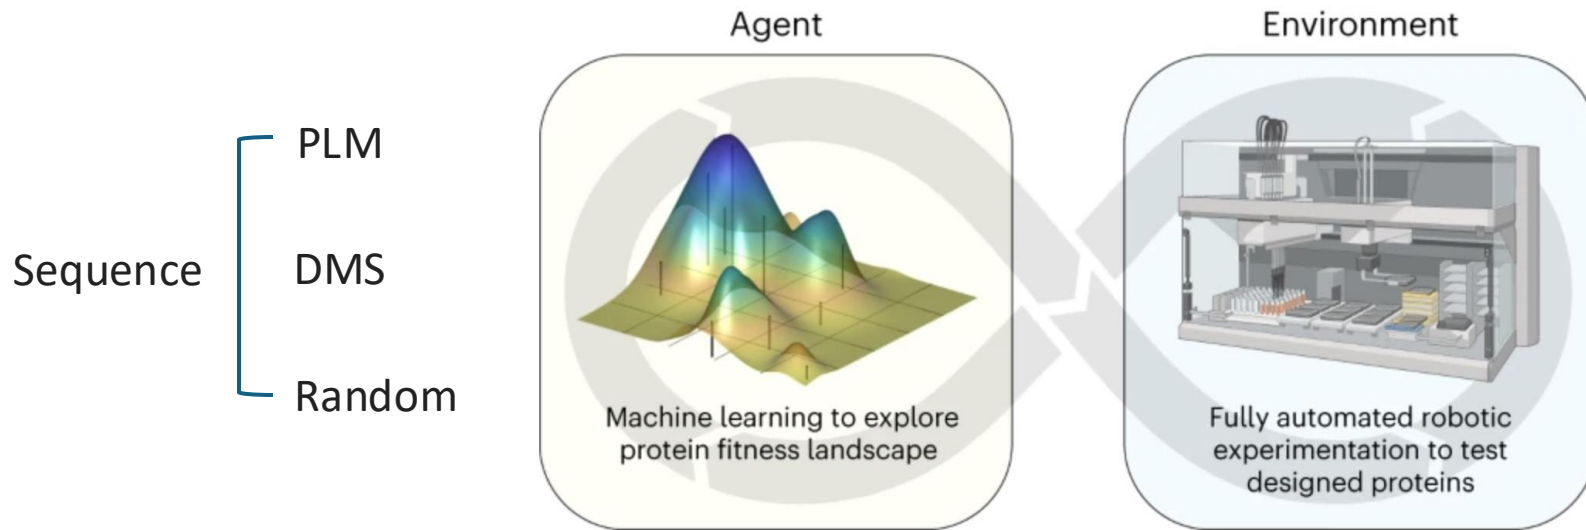 Sequence
PLM
DMS
Random
Agent
Machine learning to explore
protein fitness landscape
Environment
Fully automated robotic
experimentation to test
designed proteins